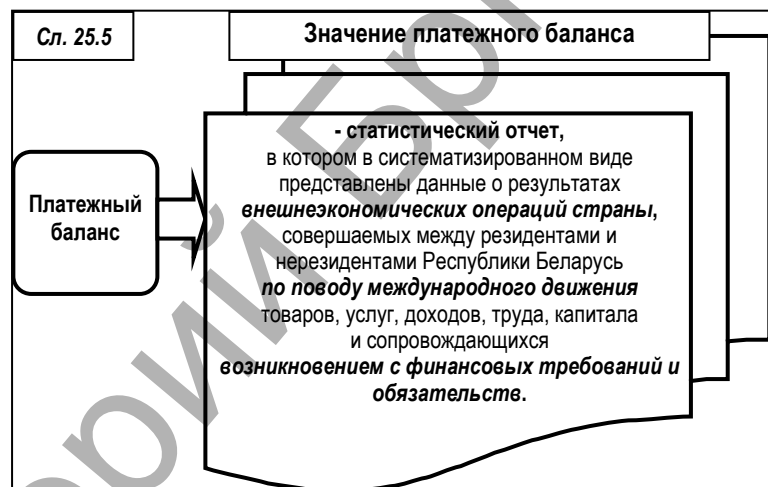 Сл. 25.5
Значение платежного баланса
Платежный
баланс
- статистический отчет,
в котором в систематизированном виде
представлены данные о результатах
внешнеэкономических операций страны,
совершаемых между резидентами и
нерезидентами Республики Беларусь
по поводу международного движения
товаров, услуг, доходов, труда, капитала
и сопровождающихся
возникновением с финансовых требований и
обязательств.